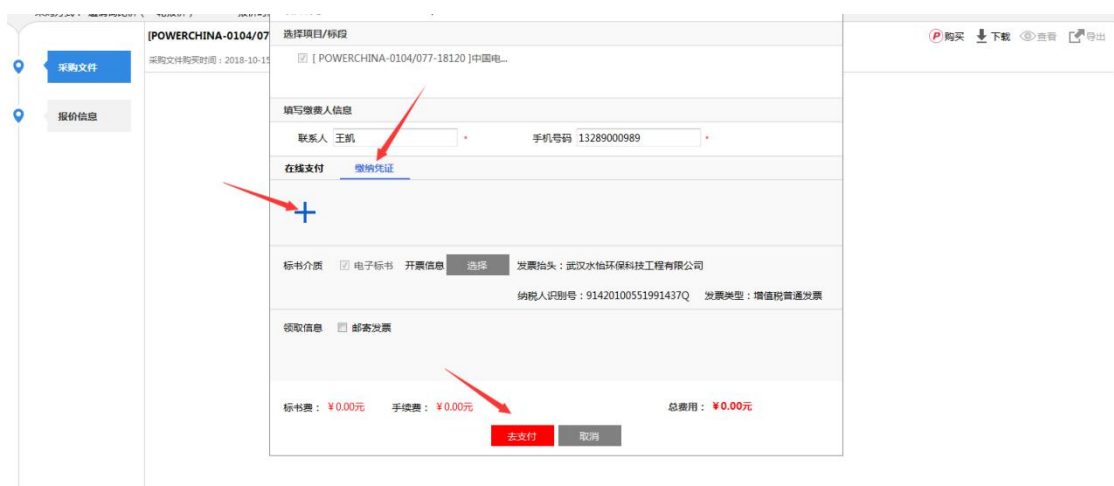 [POWERCHINA-0104/07
选择项目/标段
购买 下载 查看 导出
采购文件
采购文件购买时间：2018-10-15
[ POWERCHINA-0104/077-18120 ]中国电...
报价信息
填写缴费人信息
联系人 王凯 * 手机号码 13289000989 *
在线支付 缴纳凭证
标书介质 电子标书 开票信息 选择 发票抬头：武汉水怡环保科技工程有限公司
纳税人识别号：91420100551991437Q 发票类型：增值税普通发票
领取信息 邮寄发票
标书费：￥0.00元 手续费：￥0.00元 总费用：￥0.00元
去支付 取消